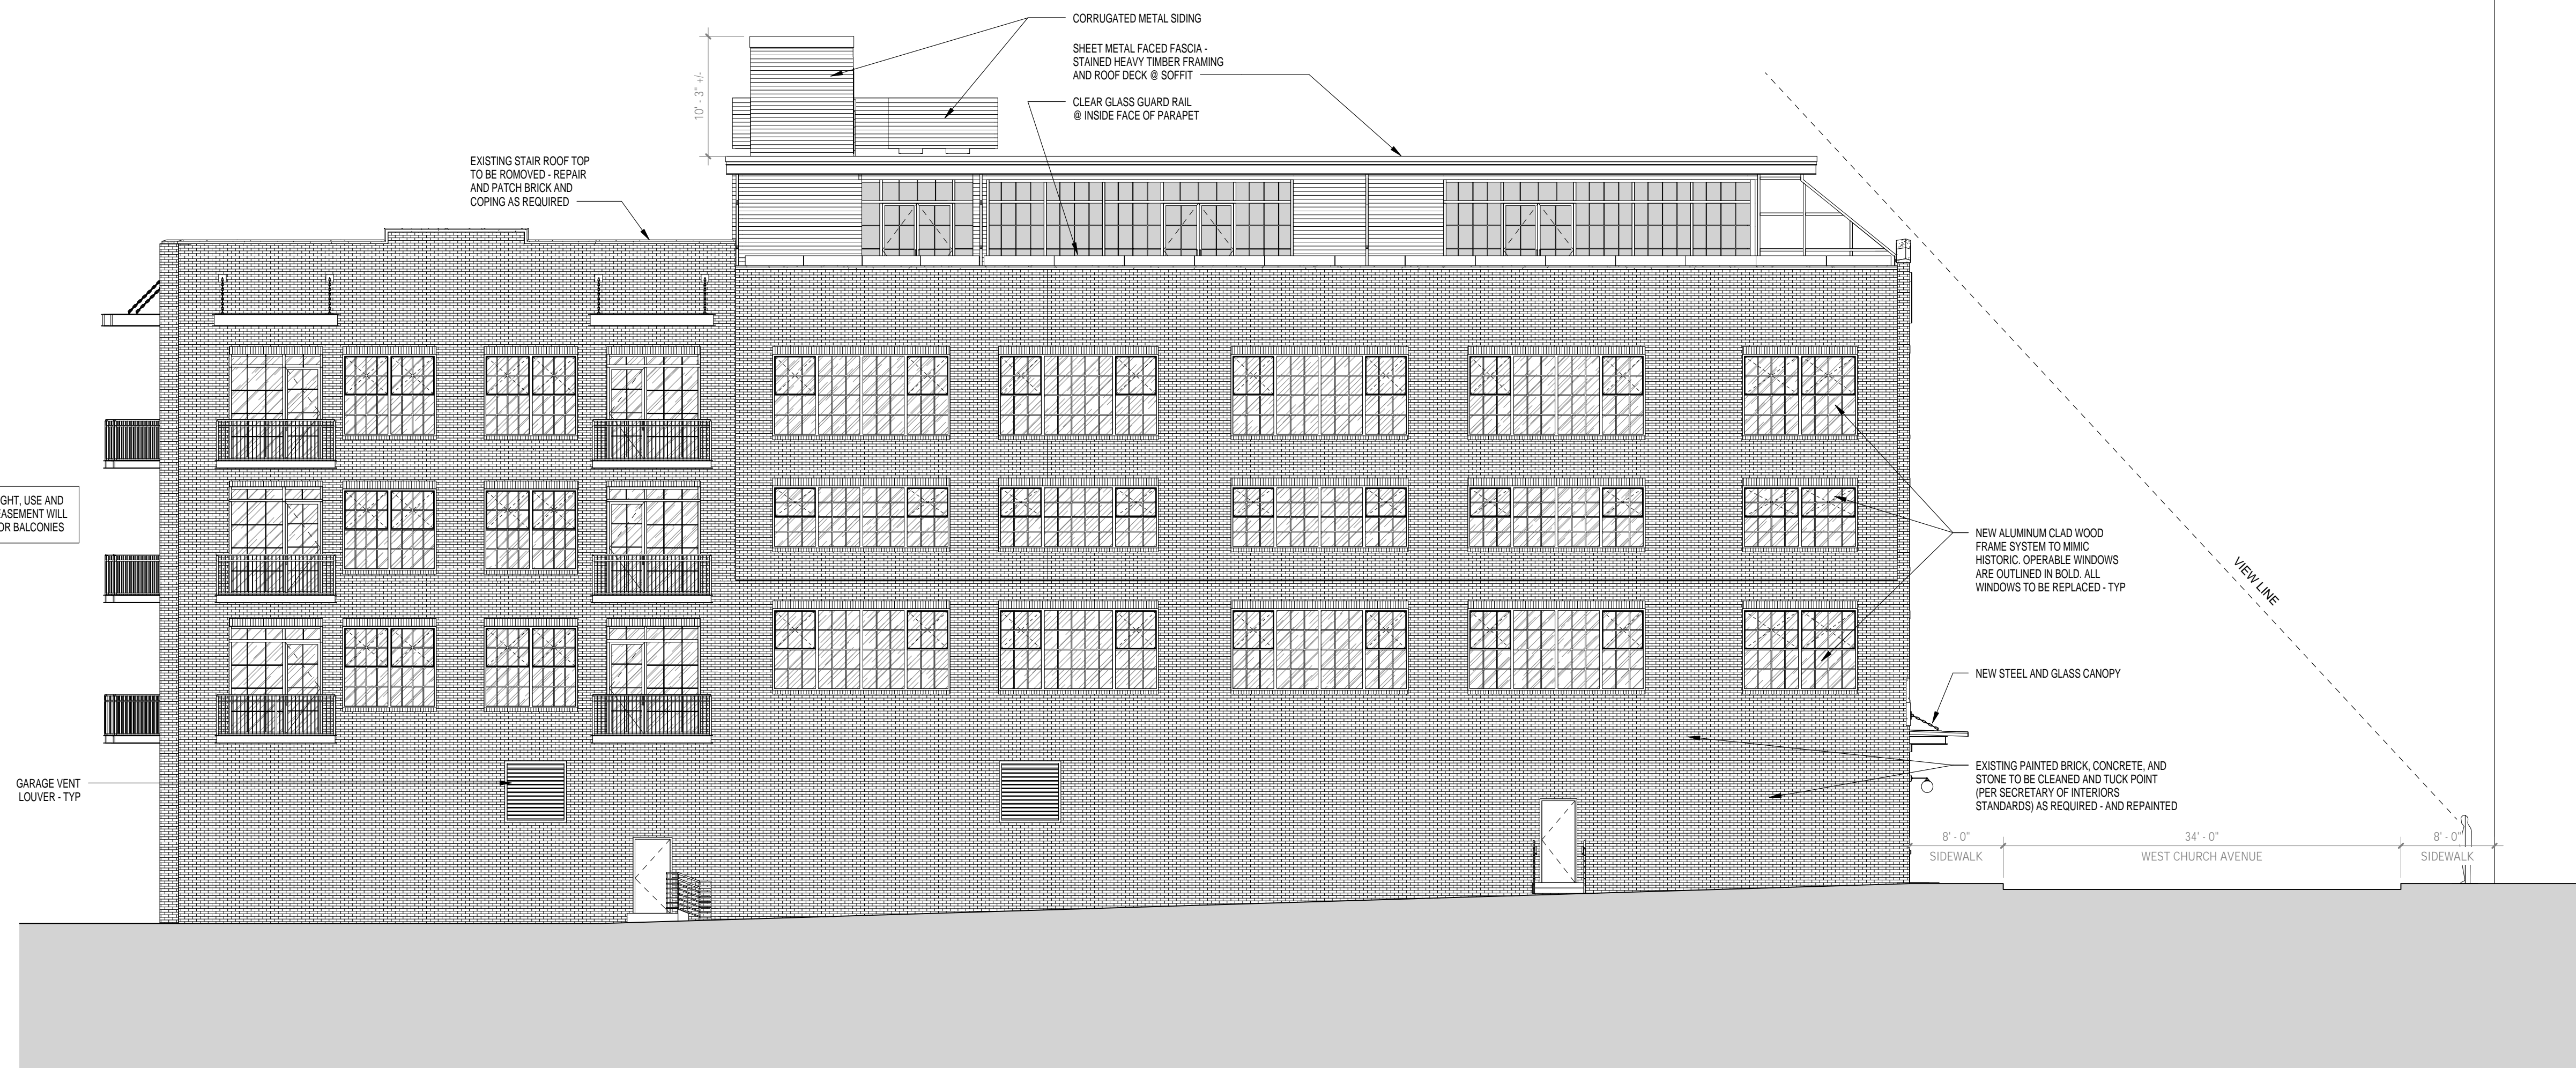 CORRUGATED METAL SIDING
SHEET METAL FACED FASCIA -
STAINED HEAVY TIMBER FRAMING
AND ROOF DECK @ SOFFIT
CLEAR GLASS GUARD RAIL
@ INSIDE FACE OF PARAPET
10' - 3" +/-
EXISTING STAIR ROOF TOP
TO BE ROMOVED - REPAIR
AND PATCH BRICK AND
COPING AS REQUIRED
GHT, USE AND
EASEMENT WILL
OR BALCONIES
NEW ALUMINUM CLAD WOOD
FRAME SYSTEM TO MIMIC
HISTORIC. OPERABLE WINDOWS
ARE OUTLINED IN BOLD. ALL
WINDOWS TO BE REPLACED - TYP
VIEW LINE
NEW STEEL AND GLASS CANOPY
EXISTING PAINTED BRICK, CONCRETE, AND
STONE TO BE CLEANED AND TUCK POINT
(PER SECRETARY OF INTERIORS
STANDARDS) AS REQUIRED - AND REPAINTED
GARAGE VENT
LOUVER - TYP
8' - 0"
34' - 0"
8' - 0"
SIDEWALK
WEST CHURCH AVENUE
SIDEWALK